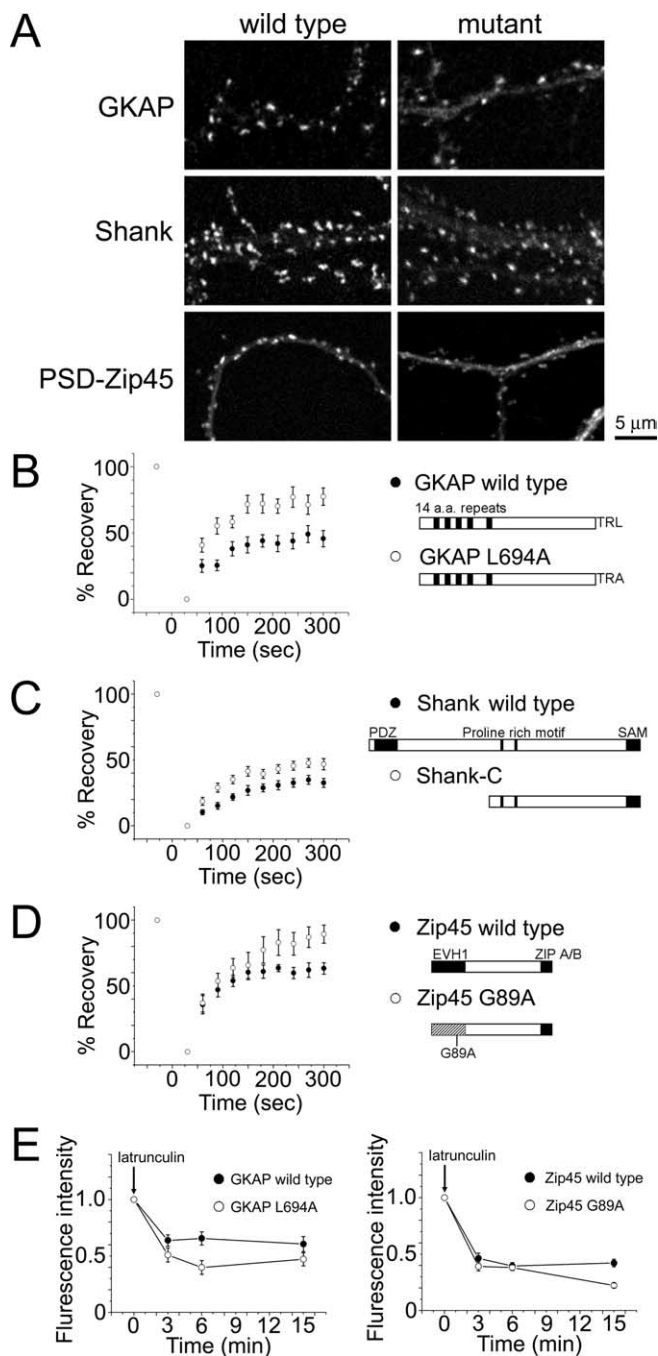 A
wild type mutant
GKAP
Shank
PSD-Zip45
5 μm
B
100
50
0
% Recovery
0 100 200 300
Time (sec)
GKAP wild type
14 a.a. repeats
TRL
GKAP L694A
TRA
C
100
50
0
% Recovery
0 100 200 300
Time (sec)
Shank wild type
PDZ Proline rich motif SAM
Shank-C
D
100
50
0
% Recovery
0 100 200 300
Time (sec)
Zip45 wild type
EVH1 ZIP A/B
Zip45 G89A
G89A
E
latrunculin
GKAP wild type
GKAP L694A
1.0
0.5
0
Flurescence intensity
0 3 6 9 12 15
Time (min)
latrunculin
Zip45 wild type
Zip45 G89A
1.0
0.5
0
Flurescence intensity
0 3 6 9 12 15
Time (min)